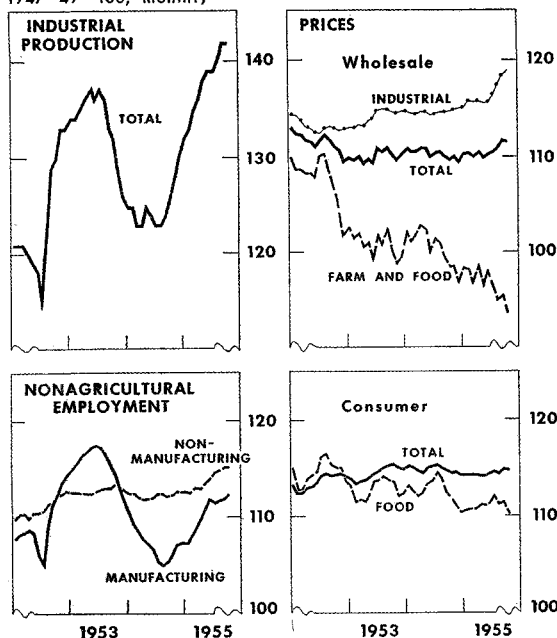 1947-49=100, monthly
INDUSTRIAL
PRODUCTION
140
TOTAL
130
120
PRICES
Wholesale
120
INDUSTRIAL
110
TOTAL
100
FARM AND FOOD
NONAGRICULTURAL
EMPLOYMENT
120
NON-
MANUFACTURING
110
MANUFACTURING
100
1953
1955
Consumer
120
TOTAL
FOOD
110
100
1953
1955